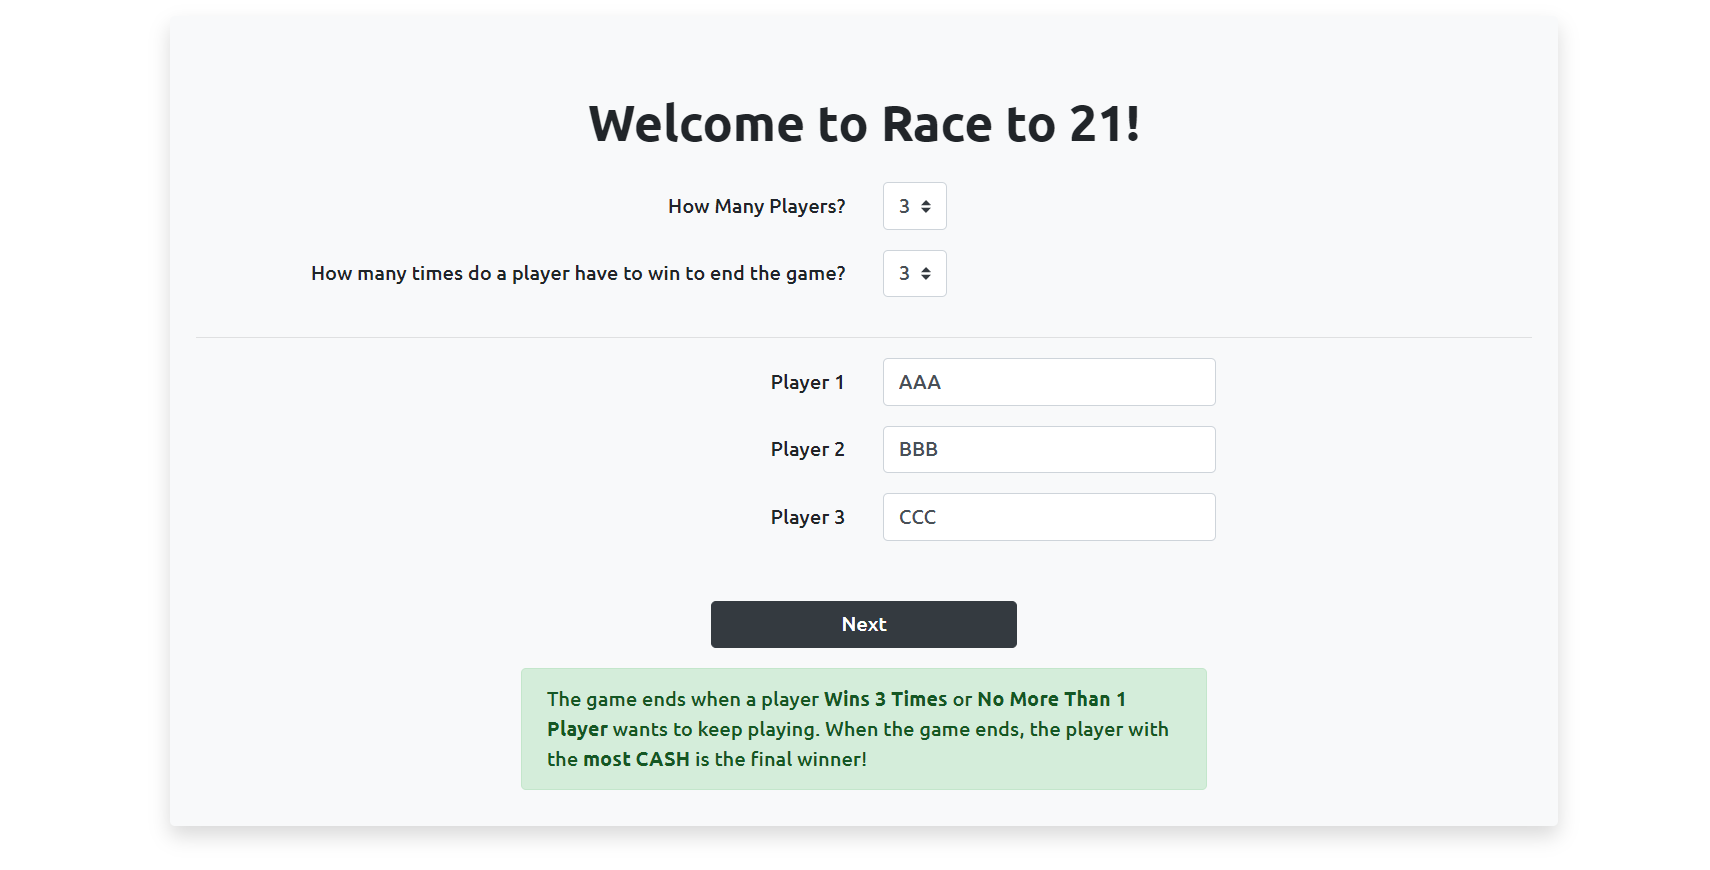 Welcome to Race to 21!
How Many Players? 3
How many times do a player have to win to end the game? 3
Player 1 AAA
Player 2 BBB
Player 3 CCC
Next
The game ends when a player Wins 3 Times or No More Than 1
Player wants to keep playing. When the game ends, the player with
the most CASH is the final winner!